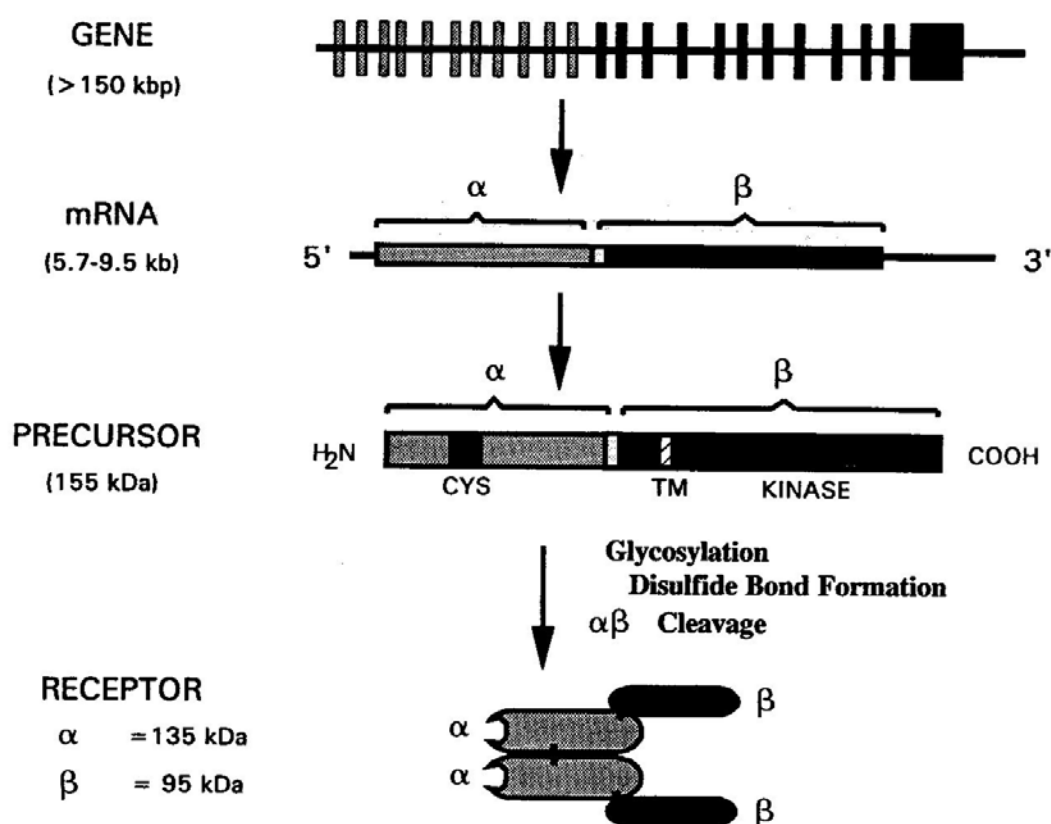 GENE
(>150 kbp)
α
β
mRNA
(5.7-9.5 kb)
5'
3'
α
β
PRECURSOR
(155 kDa)
H₂N
COOH
CYS
TM
KINASE
Glycosylation
Disulfide Bond Formation
αβ Cleavage
RECEPTOR
α =135 kDa
β = 95 kDa
α
β
α
β